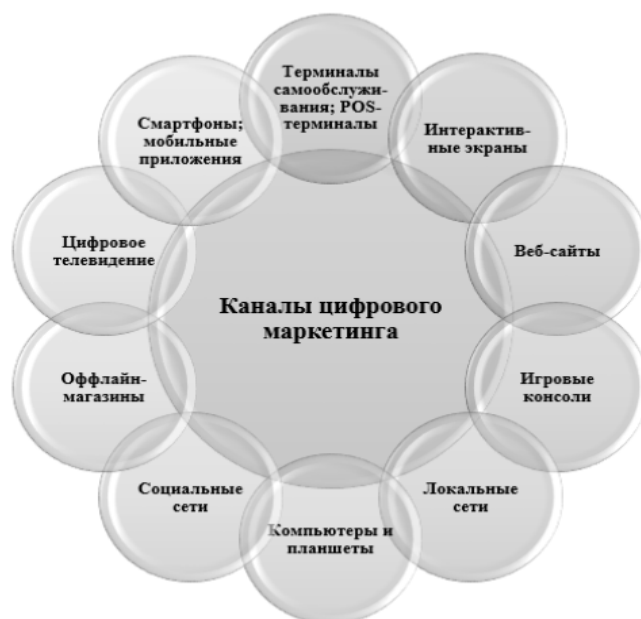 Терминалы
самообслужи-
вания; POS-
терминалы
Интерактив-
ные экраны
Веб-сайты
Игровые
консоли
Локальные
сети
Компьютеры и
планшеты
Социальные
сети
Оффлайн-
магазины
Цифровое
телевидение
Смартфоны;
мобильные
приложения
Каналы цифрового
маркетинга